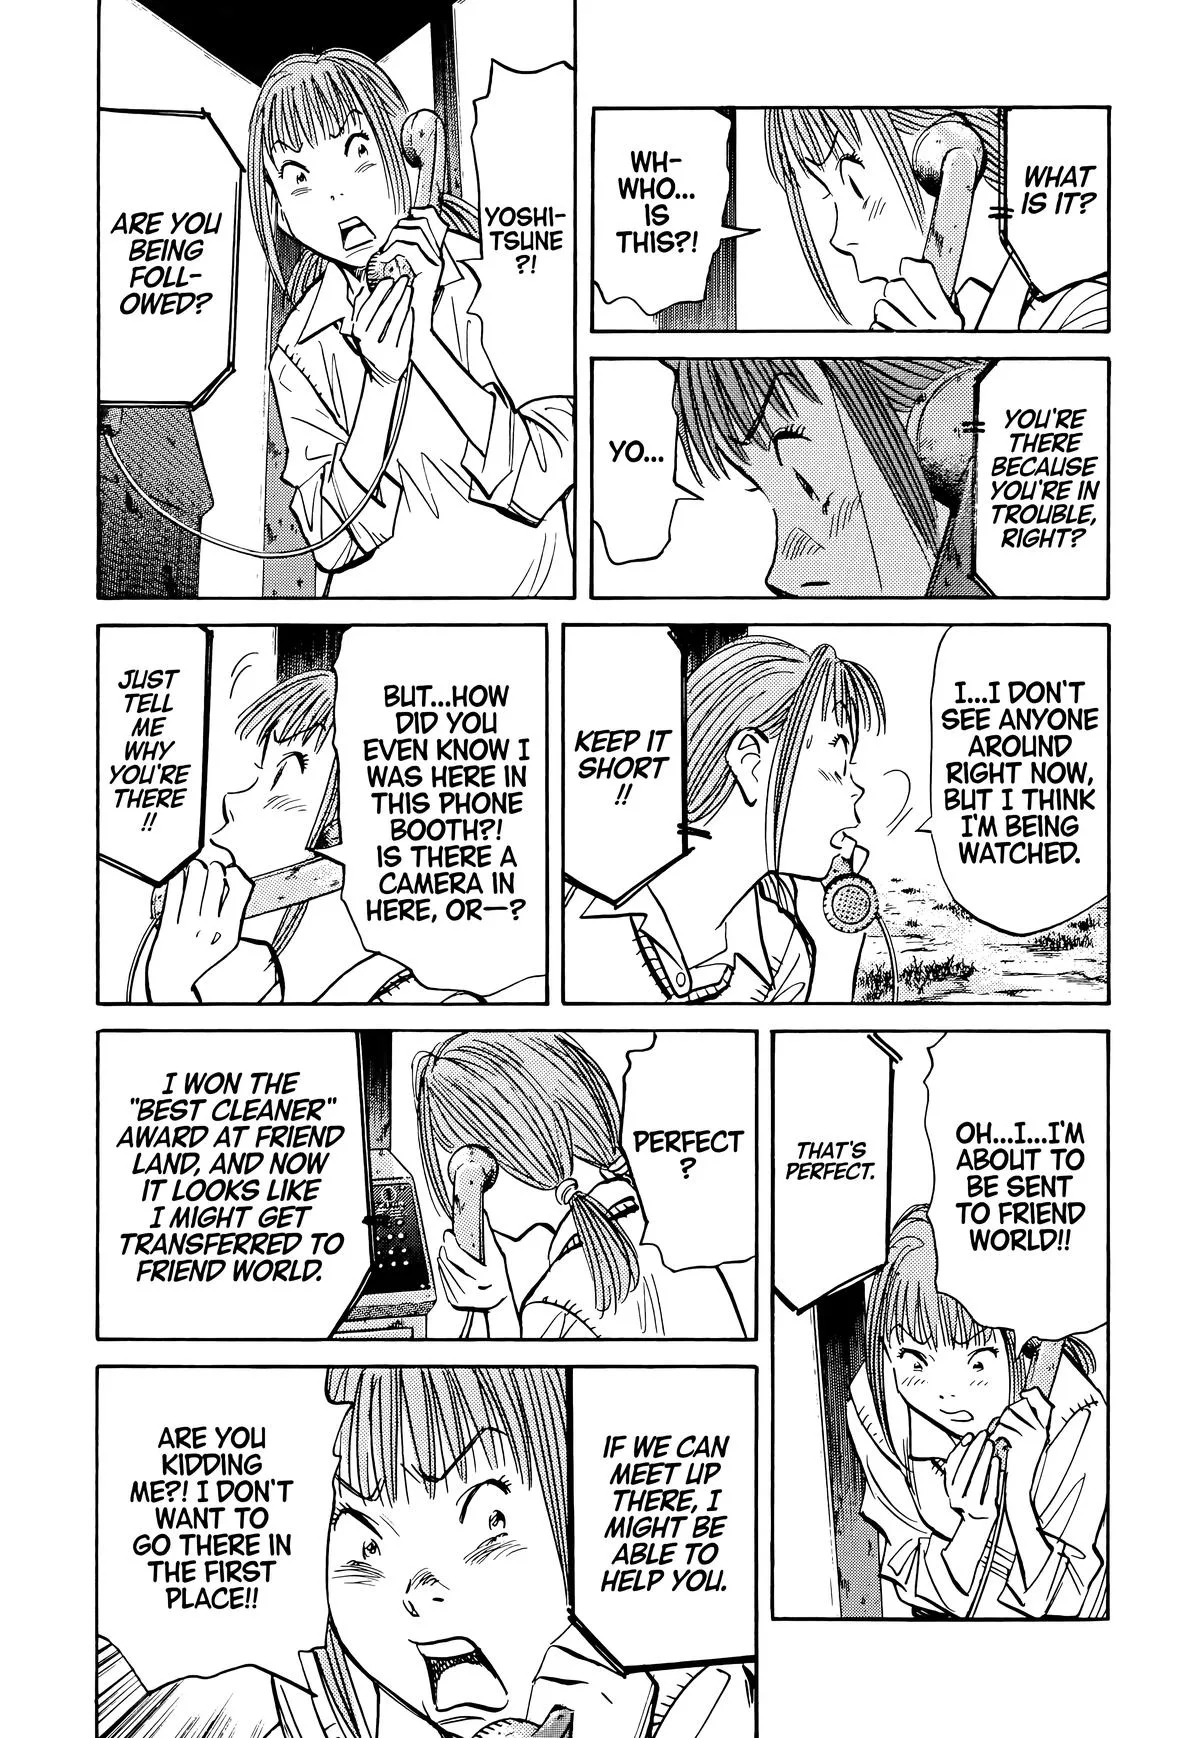 WHAT
IS IT?
WH-
WHO...
IS
THIS?!
YOU'RE
THERE
BECAUSE
YOU'RE IN
TROUBLE,
RIGHT?
YO...
YOSHI-
TSUNE
?!
ARE YOU
BEING
FOLL-
OWED?
I...I DON'T
SEE ANYONE
AROUND
RIGHT NOW,
BUT I THINK
I'M BEING
WATCHED.
KEEP IT
SHORT
!!
BUT...HOW
DID YOU
EVEN KNOW I
WAS HERE IN
THIS PHONE
BOOTH?!
IS THERE A
CAMERA IN
HERE, OR—?
JUST
TELL
ME
WHY
YOU'RE
THERE
!!
OH...I...I'M
ABOUT TO
BE SENT
TO FRIEND
WORLD!!
THAT'S
PERFECT.
PERFECT
?
I WON THE
"BEST CLEANER"
AWARD AT FRIEND
LAND, AND NOW
IT LOOKS LIKE
I MIGHT GET
TRANSFERRED TO
FRIEND WORLD.
IF WE CAN
MEET UP
THERE, I
MIGHT BE
ABLE TO
HELP YOU.
ARE YOU
KIDDING
ME?! I DON'T
WANT TO
GO THERE IN
THE FIRST
PLACE!!